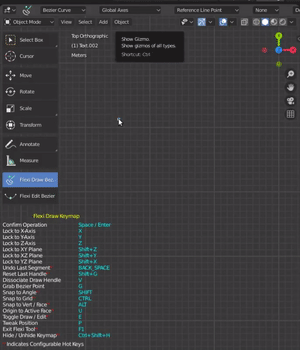 Bezier Curve Global Axes Reference Line None
Object Mode View Select Add Object
Select Box
Cursor
Move
Rotate
Scale
Transform
Annotate
Measure
Flexi Draw Bez
Flexi Edit Bezier
Top Orthographic
(1) Text.002
Meters
Show Gizmo.
Show gizmos of all types.
Shortcut: Ctrl
Flexi Draw Keymap
Confirm Operation Space / Enter
Lock to X-Axis X
Lock to Y-Axis Y
Lock to Z-Axis Z
Lock to XY Plane Shift+Z
Lock to XZ Plane Shift+Y
Lock to YZ Plane Shift+X
Undo Last Segment BACK_SPACE
Reset Last Handle Shift+G
Dissociate Draw Handle V
Grab Bezier Point G
Snap to Angle SHIFT
Snap to Grid CTRL
Snap to Vert / Face ALT
Origin to Active Face U
Toggle Draw / Edit E
Tweak Position P
Exit Flexi Tool F1
Hide / Unhide Keymap Ctrl+Shift+H
* Indicates Configurable Hot Keys